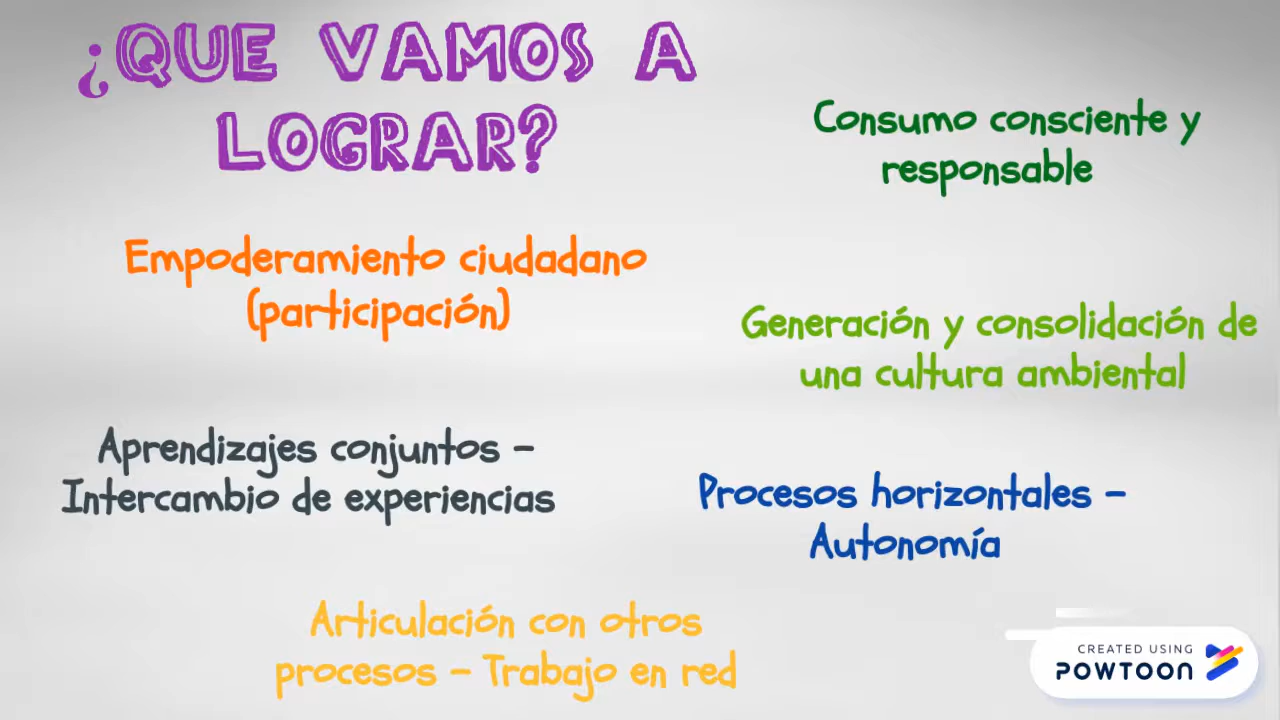 ¿QUE VAMOS A
LOGRAR?
Consumo consciente y
responsable
Empoderamiento ciudadano
(participación)
Generación y consolidación de
una cultura ambiental
Aprendizajes conjuntos -
Intercambio de experiencias
Procesos horizontales -
Autonomía
Articulación con otros
procesos - Trabajo en red
CREATED USING
POWTOON